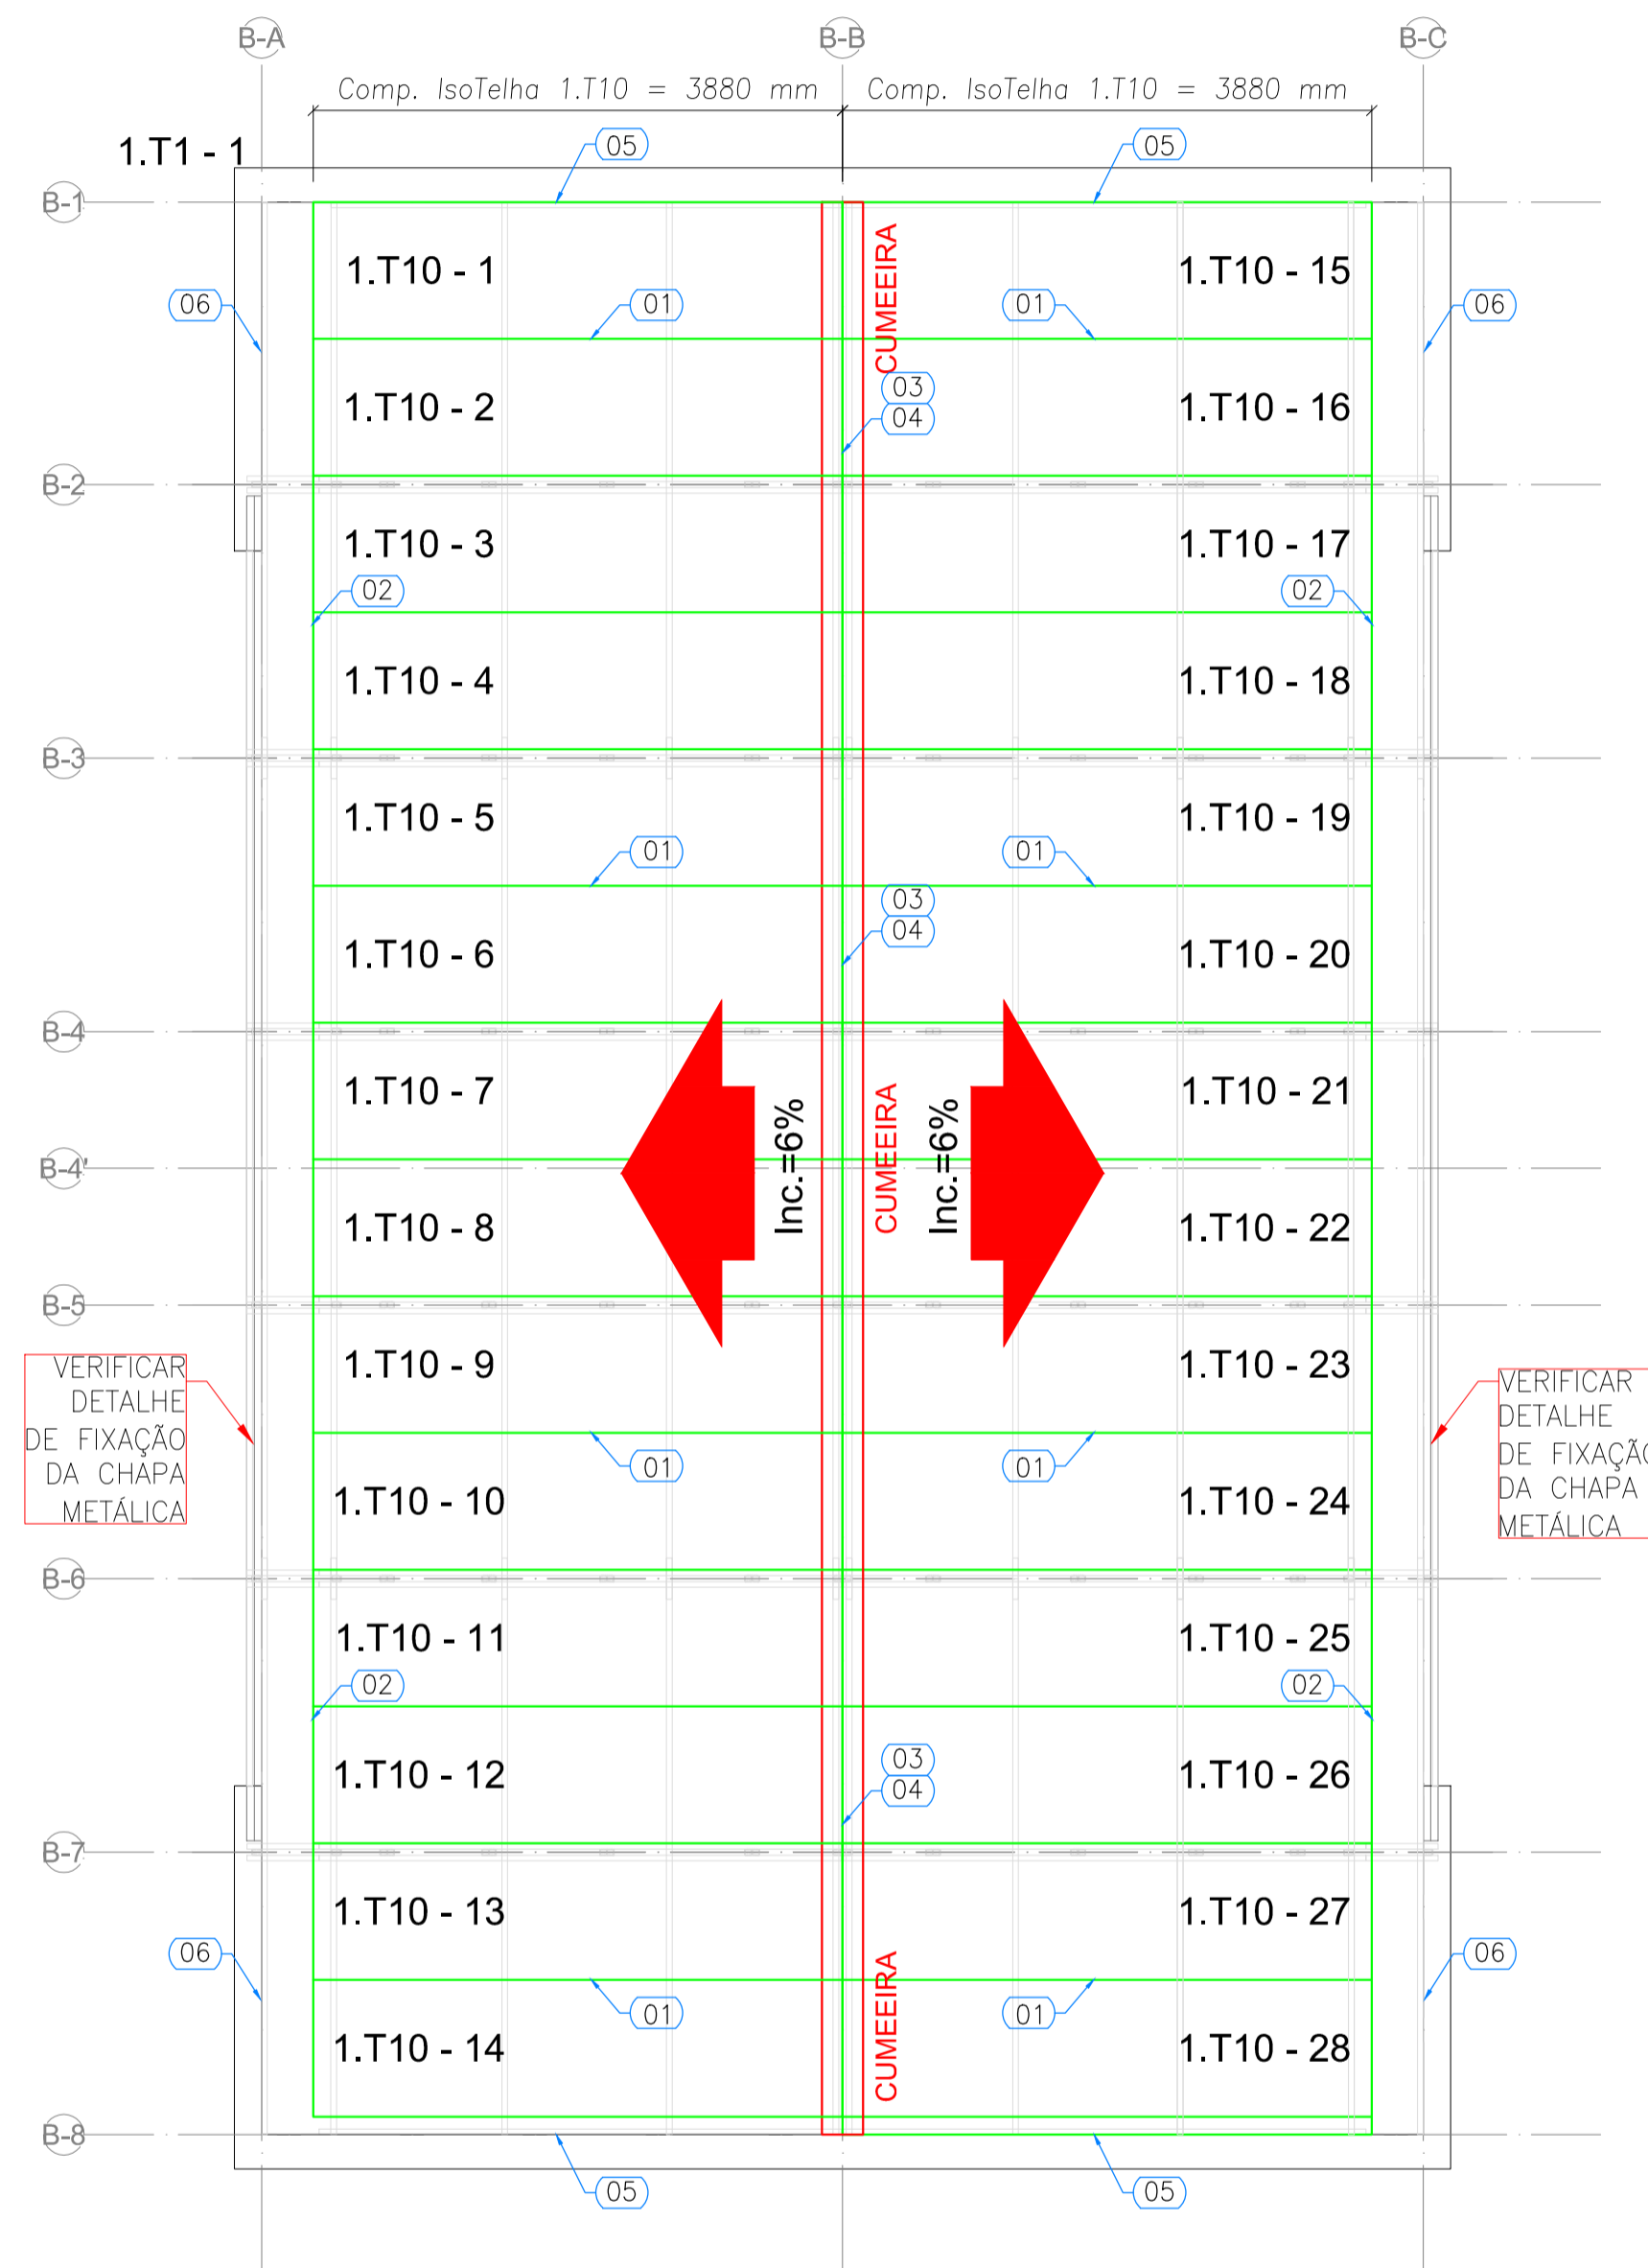 B-A
B-B
B-C
Comp. IsoTelha 1.T10 = 3880 mm
Comp. IsoTelha 1.T10 = 3880 mm
05
05
1.T1 - 1
B-1
CUMEEIRA
1.T10 - 1
1.T10 - 15
06
01
01
06
03
1.T10 - 2
1.T10 - 16
04
B-2
1.T10 - 3
1.T10 - 17
02
02
1.T10 - 4
1.T10 - 18
B-3
1.T10 - 5
1.T10 - 19
01
01
03
04
1.T10 - 6
1.T10 - 20
B-4
1.T10 - 7
1.T10 - 21
Inc.=6%
CUMEEIRA
Inc.=6%
B-4'
1.T10 - 8
1.T10 - 22
B-5
1.T10 - 9
1.T10 - 23
VERIFICAR
DETALHE
DE FIXAÇÃO
DA CHAPA
METÁLICA
VERIFICAR
DETALHE
DE FIXAÇÃO
DA CHAPA
METÁLICA
01
01
1.T10 - 10
1.T10 - 24
B-6
1.T10 - 11
1.T10 - 25
02
02
03
1.T10 - 12
1.T10 - 26
04
B-7
1.T10 - 13
1.T10 - 27
06
06
CUMEEIRA
01
01
1.T10 - 14
1.T10 - 28
B-8
05
05